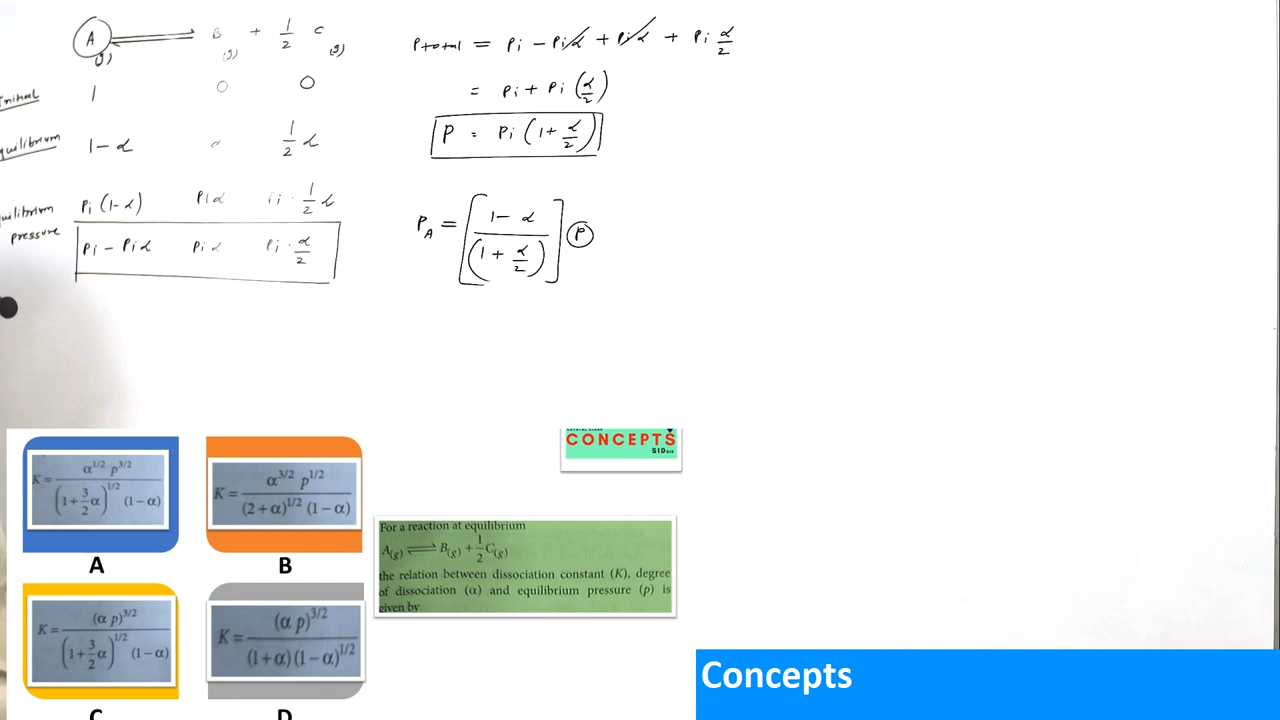 A(g) ⇌ B(g) + 1/2 C(g)
Initial 1 0 0
Equilibrium 1-α α 1/2 α
Equilibrium pressure Pi(1-α) Piα Pi · 1/2 α
Pi - Piα Piα Pi · α/2
Ptotal = Pi - Piα + Piα + Pi α/2
= Pi + Pi (α/2)
P = Pi (1 + α/2)
PA = [1-α / (1 + α/2)] P
K = α^1/2 p^3/2 / (1+3/2 α)^1/2 (1-α)
A
K = α^3/2 p^1/2 / (2+α)^1/2 (1-α)
B
K = (α p)^3/2 / (1+3/2 α)^1/2 (1-α)
C
K = (α p)^3/2 / (1+α)(1-α)^1/2
D
CONCEPTS
For a reaction at equilibrium
A(g) ⇌ B(g) + 1/2 C(g)
the relation between dissociation constant (K), degree
of dissociation (α) and equilibrium pressure (p) is
given by
Concepts